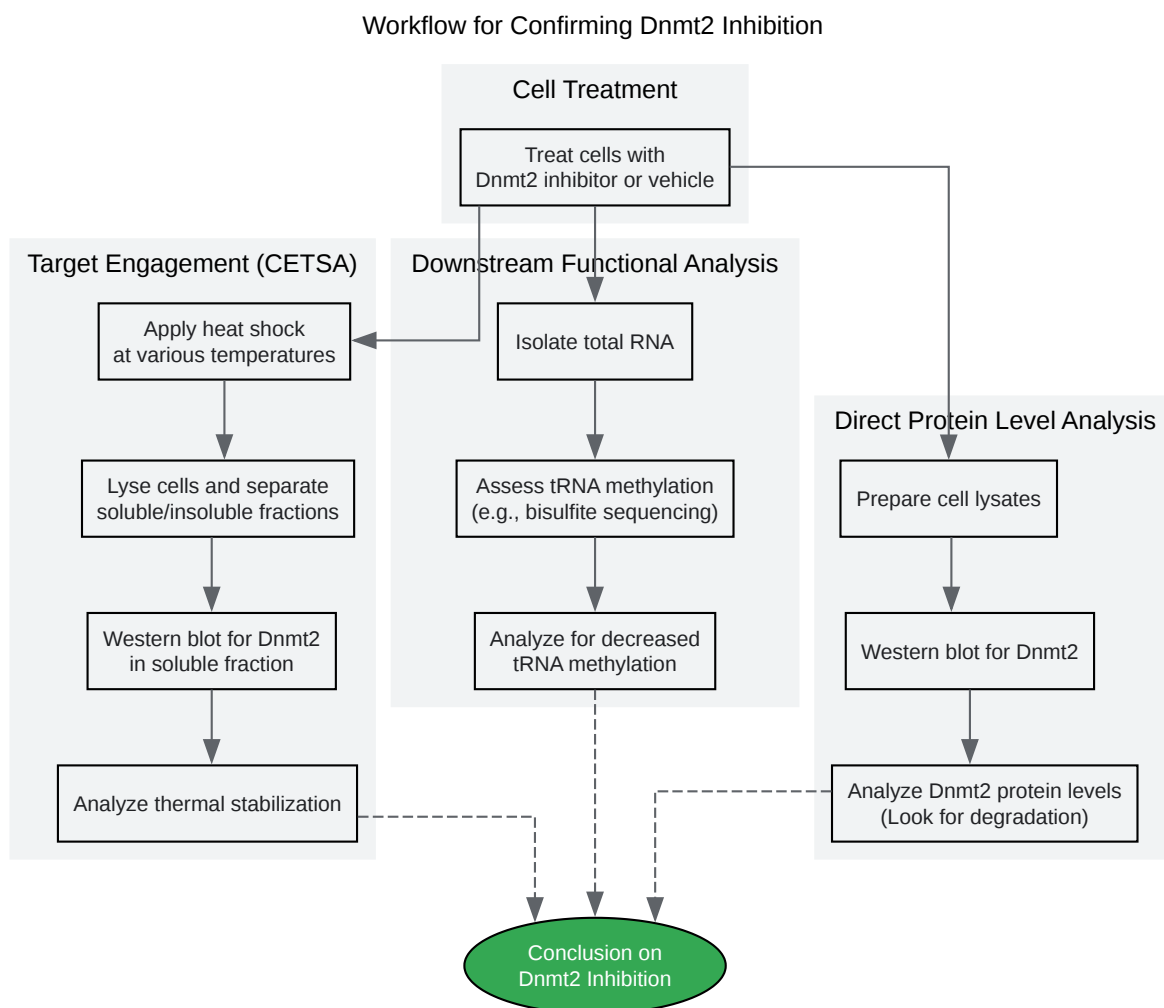 Workflow for Confirming Dnmt2 Inhibition
Cell Treatment
Treat cells with
Dnmt2 inhibitor or vehicle
Target Engagement (CETSA)
Apply heat shock
at various temperatures
Lyse cells and separate
soluble/insoluble fractions
Western blot for Dnmt2
in soluble fraction
Analyze thermal stabilization
Downstream Functional Analysis
Isolate total RNA
Assess tRNA methylation
(e.g., bisulfite sequencing)
Analyze for decreased
tRNA methylation
Direct Protein Level Analysis
Prepare cell lysates
Western blot for Dnmt2
Analyze Dnmt2 protein levels
(Look for degradation)
Conclusion on
Dnmt2 Inhibition